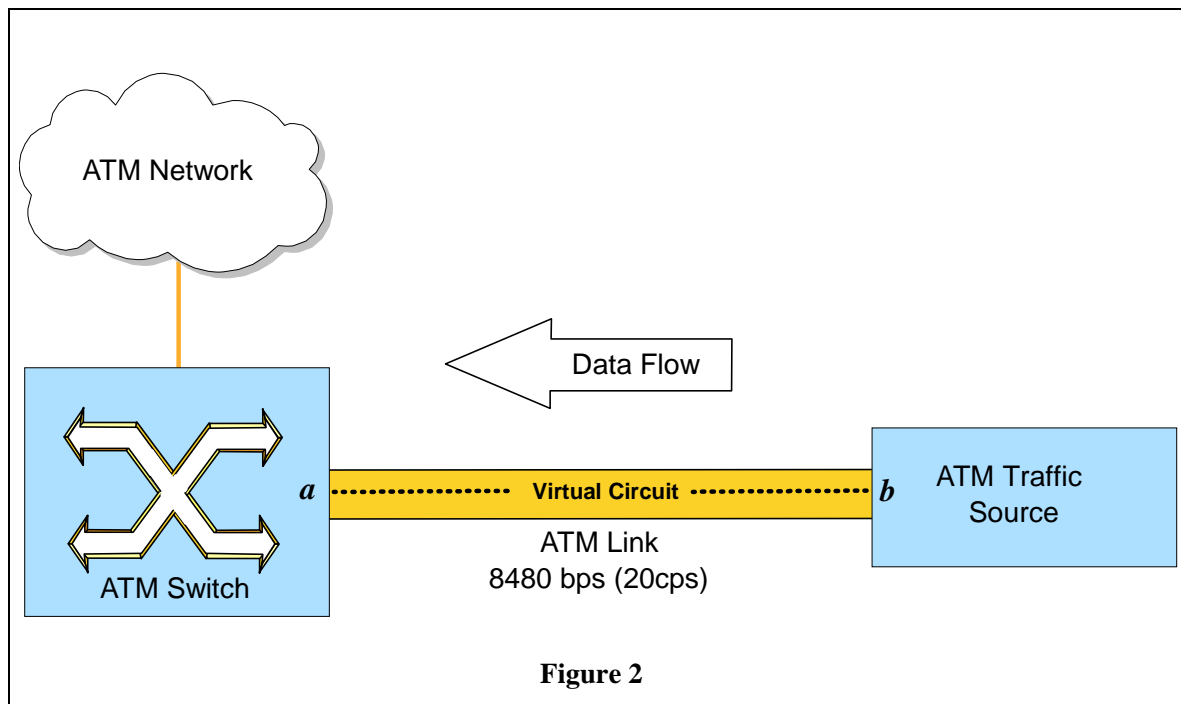 ATM Network
Data Flow
a
Virtual Circuit
b
ATM Traffic
Source
ATM Link
8480 bps (20cps)
ATM Switch
Figure 2